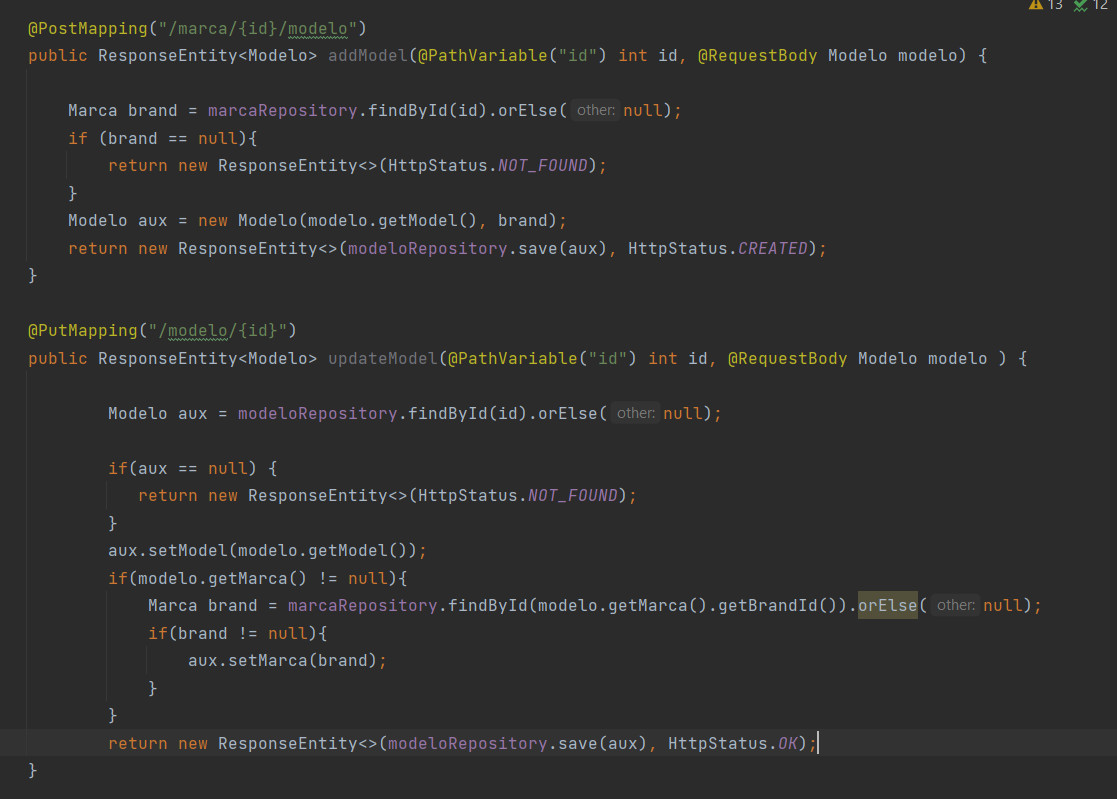 13 12
@PostMapping("/marca/{id}/modelo")
public ResponseEntity<Modelo> addModel(@PathVariable("id") int id, @RequestBody Modelo modelo) {
Marca brand = marcaRepository.findById(id).orElse( other: null);
if (brand == null){
return new ResponseEntity<>(HttpStatus.NOT_FOUND);
}
Modelo aux = new Modelo(modelo.getModel(), brand);
return new ResponseEntity<>(modeloRepository.save(aux), HttpStatus.CREATED);
}
@PutMapping("/modelo/{id}")
public ResponseEntity<Modelo> updateModel(@PathVariable("id") int id, @RequestBody Modelo modelo ) {
Modelo aux = modeloRepository.findById(id).orElse( other: null);
if(aux == null) {
return new ResponseEntity<>(HttpStatus.NOT_FOUND);
}
aux.setModel(modelo.getModel());
if(modelo.getMarca() != null){
Marca brand = marcaRepository.findById(modelo.getMarca().getBrandId()).orElse( other: null);
if(brand != null){
aux.setMarca(brand);
}
}
return new ResponseEntity<>(modeloRepository.save(aux), HttpStatus.OK);
}